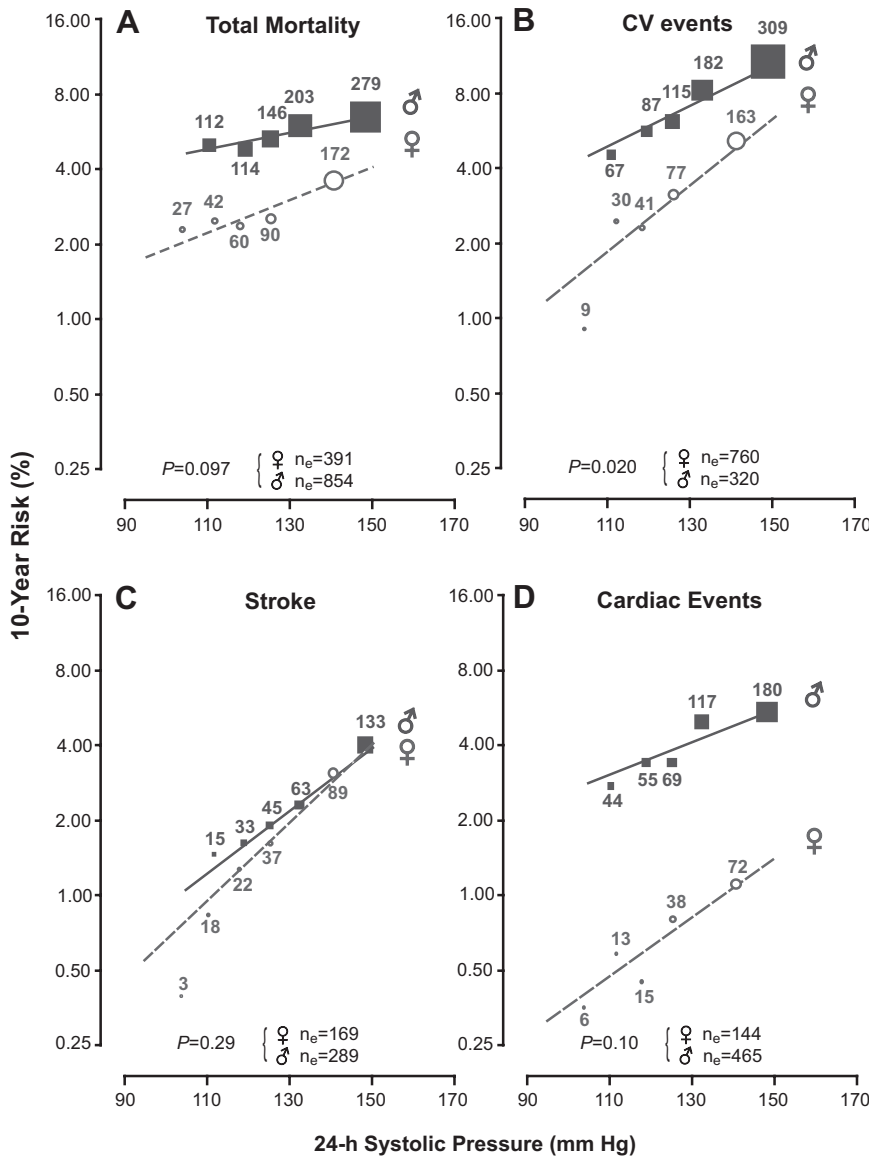 10-Year Risk (%)
A
Total Mortality
16.00
8.00
4.00
2.00
1.00
0.50
0.25
112
114
146
203
279
♂
♀
27
42
60
90
172
P=0.097
♀ nₑ=391
♂ nₑ=854
90 110 130 150 170
B
CV events
16.00
8.00
4.00
2.00
1.00
0.50
0.25
67
87
115
182
309
♂
♀
9
30
41
77
163
P=0.020
♀ nₑ=760
♂ nₑ=320
90 110 130 150 170
C
Stroke
16.00
8.00
4.00
2.00
1.00
0.50
0.25
15
33
45
63
133
♂
♀
3
18
22
37
89
P=0.29
♀ nₑ=169
♂ nₑ=289
90 110 130 150 170
D
Cardiac Events
16.00
8.00
4.00
2.00
1.00
0.50
0.25
44
55
69
117
180
♂
♀
6
13
15
38
72
P=0.10
♀ nₑ=144
♂ nₑ=465
90 110 130 150 170
24-h Systolic Pressure (mm Hg)